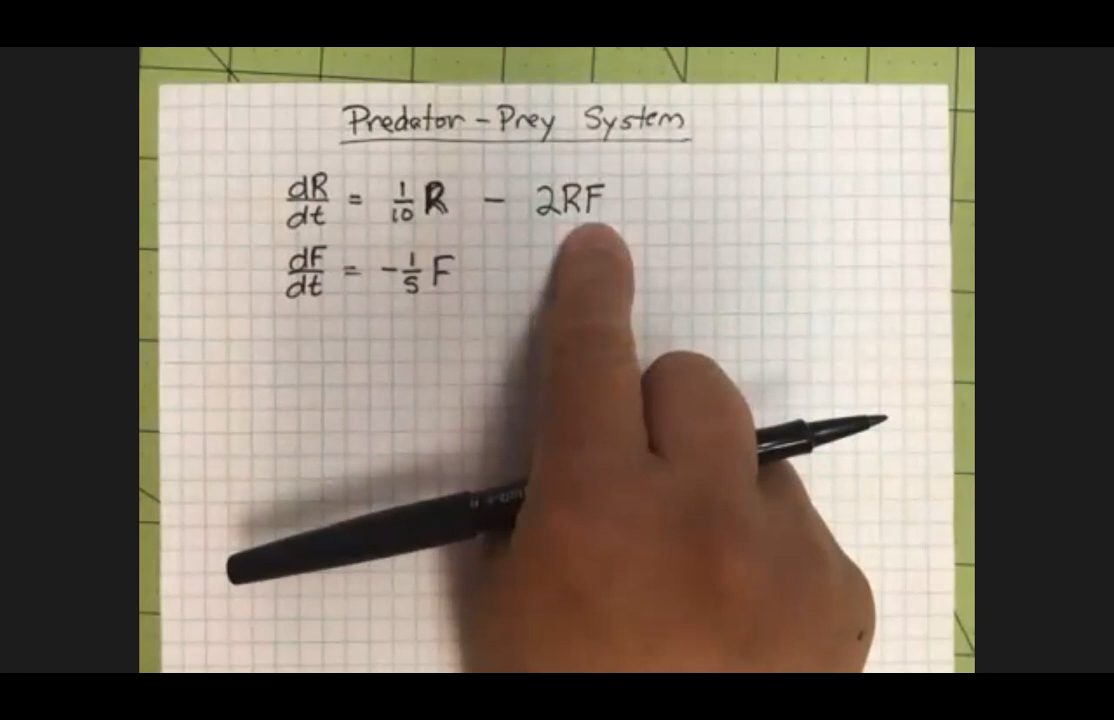 Predator - Prey System
dR/dt = 1/10 R - 2RF
dF/dt = -1/5 F